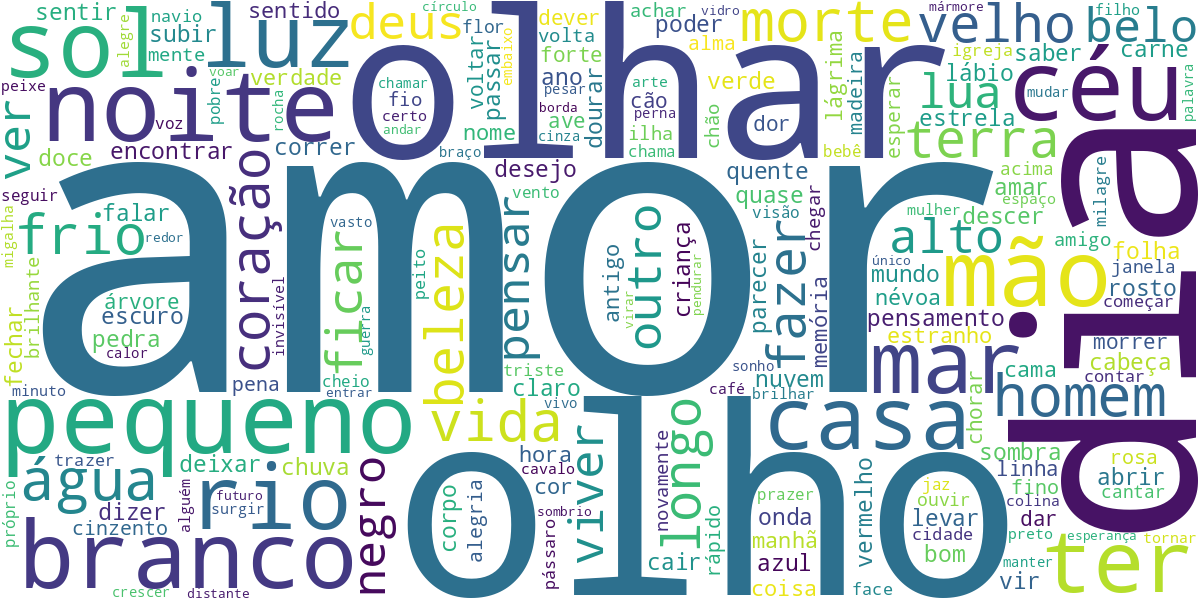 amor
olhar
olho
dia
sol
luz
noite
deus
morte
velho
belo
céu
lua
terra
ver
frio
coração
ficar
beleza
pensar
outro
fazer
alto
mão
mar
homem
casa
pequeno
vida
água
rio
branco
negro
viver
longo
ter
sentir
navio
subir
mente
alegre
círculo
sentido
flor
dever
volta
forte
achar
vidro
poder
alma
mármore
filho
igreja
saber
carne
palavra
peixe
voar
pobre
verdade
chamar
fio
certo
andar
voltar
pássar
embaixo
ano
pesar
borda
cinza
dourar
arte
cão
perna
ilha
chama
verde
chão
dor
lágrima
madeira
bebê
esperar
lábio
estrela
mudar
voz
rocha
doce
encontrar
correr
nome
ave
braço
desejo
quente
quase
visão
chegar
amar
acima
espaço
milagre
mulher
descer
amigo
folha
seguir
falar
redor
migalha
vasto
vento
peito
antigo
criança
virar
pendurar
parecer
memória
único
mundo
névoa
janela
rosto
começar
árvore
escuro
invisível
brilhante
fechar
pedra
calor
guerra
pensamento
estranho
morrer
cabeça
contar
minuto
pena
cheio
entrar
triste
claro
sonho
nuvem
café
brilhar
cama
vivo
chorar
trazer
deixar
chuva
hora
cavalo
cor
sombra
linha
rosa
abrir
fino
cantar
próprio
dizer
cinzento
futuro
surgir
alguém
corpo
alegria
sombrio
pássaro
novamente
cair
rápido
prazer
onda
manhã
azul
coisa
vermelho
jaz
ouvir
levar
cidade
bom
colina
dar
preto
esperança
tornar
manter
vir
face
crescer
distante